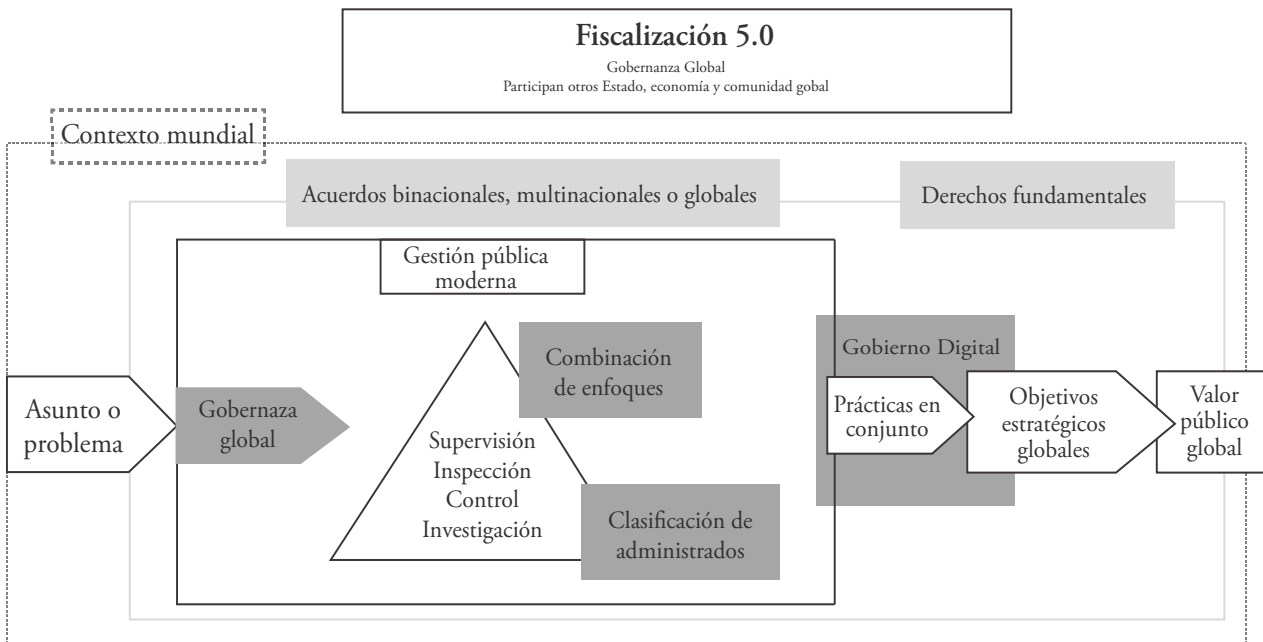 Fiscalización 5.0
Gobernanza Global
Participan otros Estado, economía y comunidad gobal
Contexto mundial
Acuerdos binacionales, multinacionales o globales
Derechos fundamentales
Gestión pública
moderna
Combinación
de enfoques
Gobierno Digital
Asunto o
problema
Gobernaza
global
Supervisión
Inspección
Control
Investigación
Clasificación de
administrados
Prácticas en
conjunto
Objetivos
estratégicos
globales
Valor
público
global